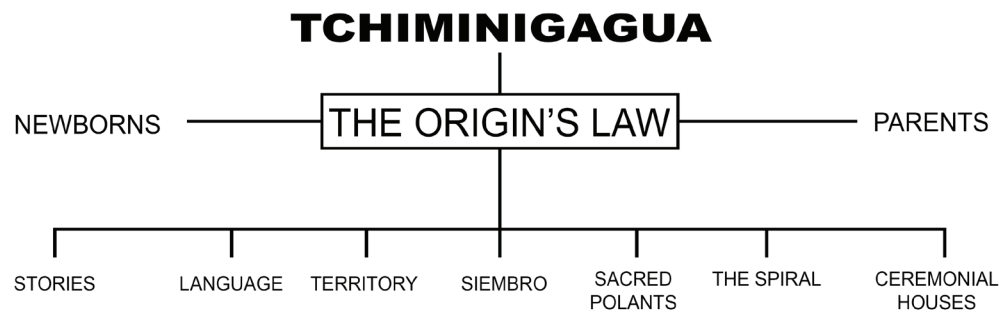 TCHIMINIGAGUA
NEWBORNS
THE ORIGIN'S LAW
PARENTS
STORIES
LANGUAGE
TERRITORY
SIEMBRO
SACRED
POLANTS
THE SPIRAL
CEREMONIAL
HOUSES